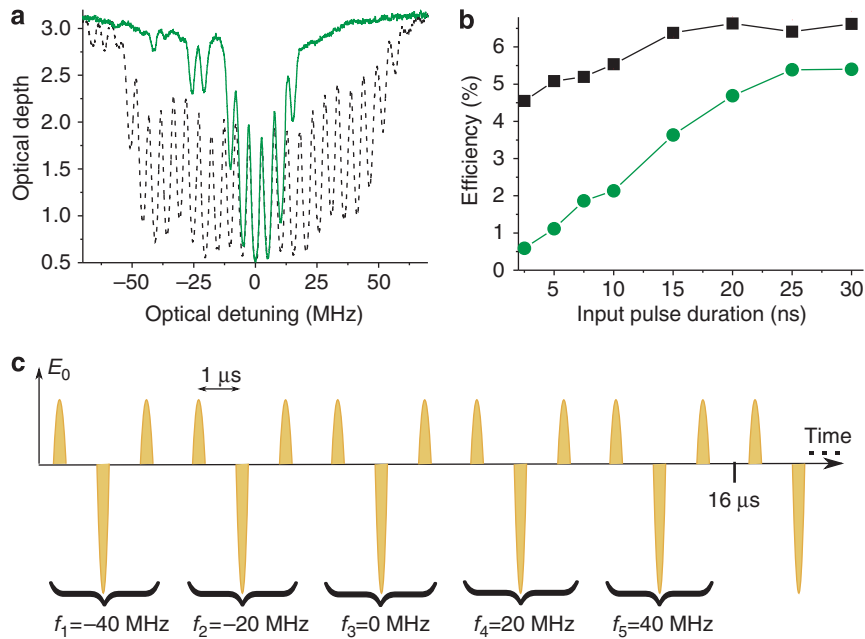 a
3.0
2.5
2.0
1.5
1.0
0.5
Optical depth
–50
–25
0
25
50
Optical detuning (MHz)
b
6
5
4
3
2
1
0
Efficiency (%)
5
10
15
20
25
30
Input pulse duration (ns)
c
E0
1 μs
Time
16 μs
f1=–40 MHz
f2=–20 MHz
f3=0 MHz
f4=20 MHz
f5=40 MHz